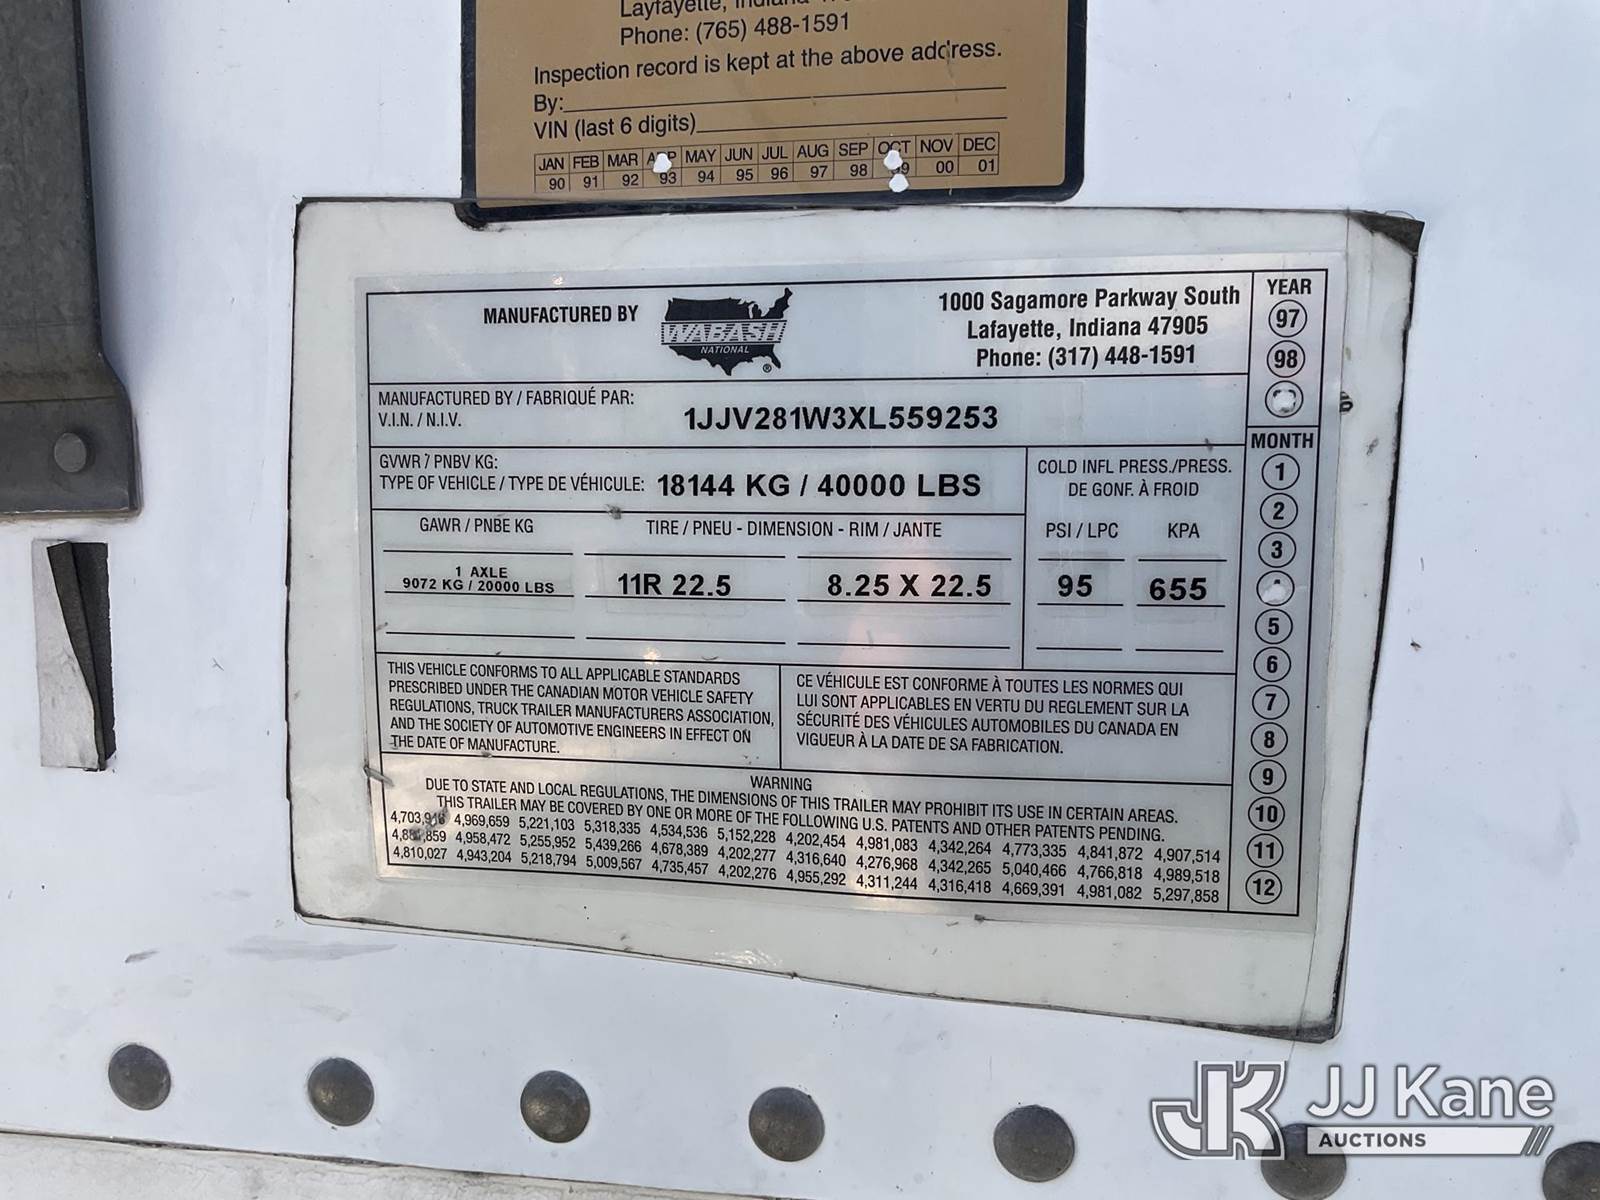 Layfayette, Indiana
Phone: (765) 488-1591
Inspection record is kept at the above address.
By:
VIN (last 6 digits)
JAN FEB MAR MAY JUN JUL AUG SEP OCT NOV DEC
90 91 92 93 94 95 96 97 98 00 01
MANUFACTURED BY
WABASH
NATIONAL
®
1000 Sagamore Parkway South
Lafayette, Indiana 47905
Phone: (317) 448-1591
YEAR
97
98
MANUFACTURED BY / FABRIQUÉ PAR:
V.I.N. / N.I.V.
1JJV281W3XL559253
GVWR / PNBV KG:
TYPE OF VEHICLE / TYPE DE VÉHICULE: 18144 KG / 40000 LBS
COLD INFL PRESS./PRESS.
DE GONF. À FROID
GAWR / PNBE KG TIRE / PNEU - DIMENSION - RIM / JANTE PSI / LPC KPA
1 AXLE
9072 KG / 20000 LBS 11R 22.5 8.25 X 22.5 95 655
MONTH
1
2
3
5
6
7
8
9
10
11
12
THIS VEHICLE CONFORMS TO ALL APPLICABLE STANDARDS
PRESCRIBED UNDER THE CANADIAN MOTOR VEHICLE SAFETY
REGULATIONS, TRUCK TRAILER MANUFACTURERS ASSOCIATION,
AND THE SOCIETY OF AUTOMOTIVE ENGINEERS IN EFFECT ON
THE DATE OF MANUFACTURE.
CE VÉHICULE EST CONFORME À TOUTES LES NORMES QUI
LUI SONT APPLICABLES EN VERTU DU REGLEMENT SUR LA
SÉCURITÉ DES VÉHICULES AUTOMOBILES DU CANADA EN
VIGUEUR À LA DATE DE SA FABRICATION.
WARNING
DUE TO STATE AND LOCAL REGULATIONS, THE DIMENSIONS OF THIS TRAILER MAY PROHIBIT ITS USE IN CERTAIN AREAS.
THIS TRAILER MAY BE COVERED BY ONE OR MORE OF THE FOLLOWING U.S. PATENTS AND OTHER PATENTS PENDING.
4,703,948 4,969,659 5,221,103 5,318,335 4,534,536 5,152,228 4,202,454 4,981,083 4,342,264 4,773,335 4,841,872 4,907,514
4,958,472 5,255,952 5,439,266 4,678,389 4,202,277 4,316,640 4,276,968 4,342,265 5,040,466 4,766,818 4,989,518
4,810,027 4,943,204 5,218,794 5,009,567 4,735,457 4,202,276 4,955,292 4,311,244 4,316,418 4,669,391 4,981,082 5,297,858
JK JJ Kane
AUCTIONS